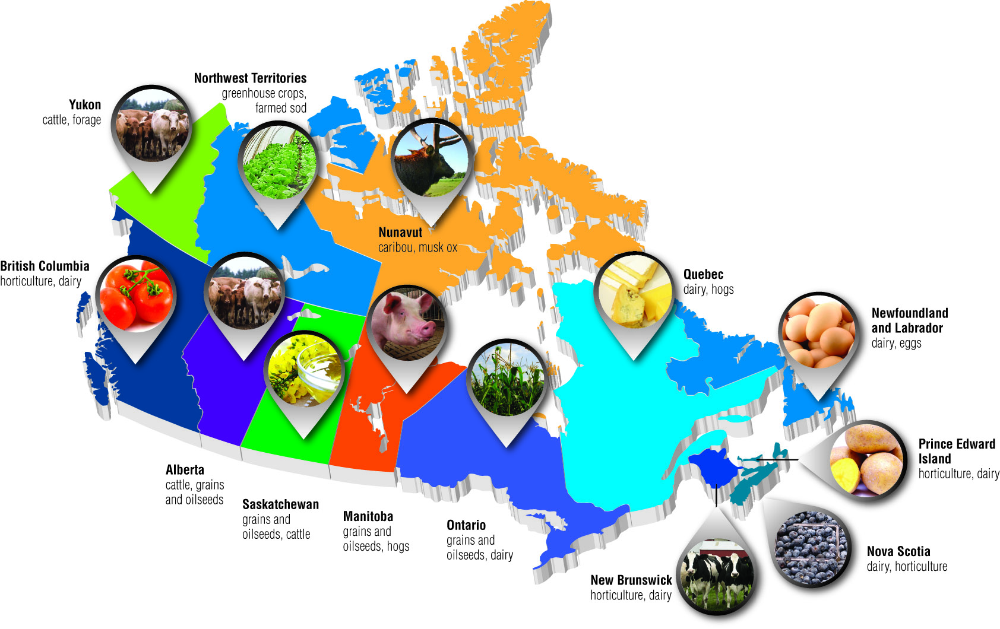 Northwest Territories
greenhouse crops,
farmed sod
Yukon
cattle, forage
Nunavut
caribou, musk ox
British Columbia
horticulture, dairy
Quebec
dairy, hogs
Newfoundland
and Labrador
dairy, eggs
Prince Edward
Island
horticulture, dairy
Alberta
cattle, grains
and oilseeds
Saskatchewan
grains and
oilseeds, cattle
Manitoba
grains and
oilseeds, hogs
Ontario
grains and
oilseeds, dairy
Nova Scotia
dairy, horticulture
New Brunswick
horticulture, dairy